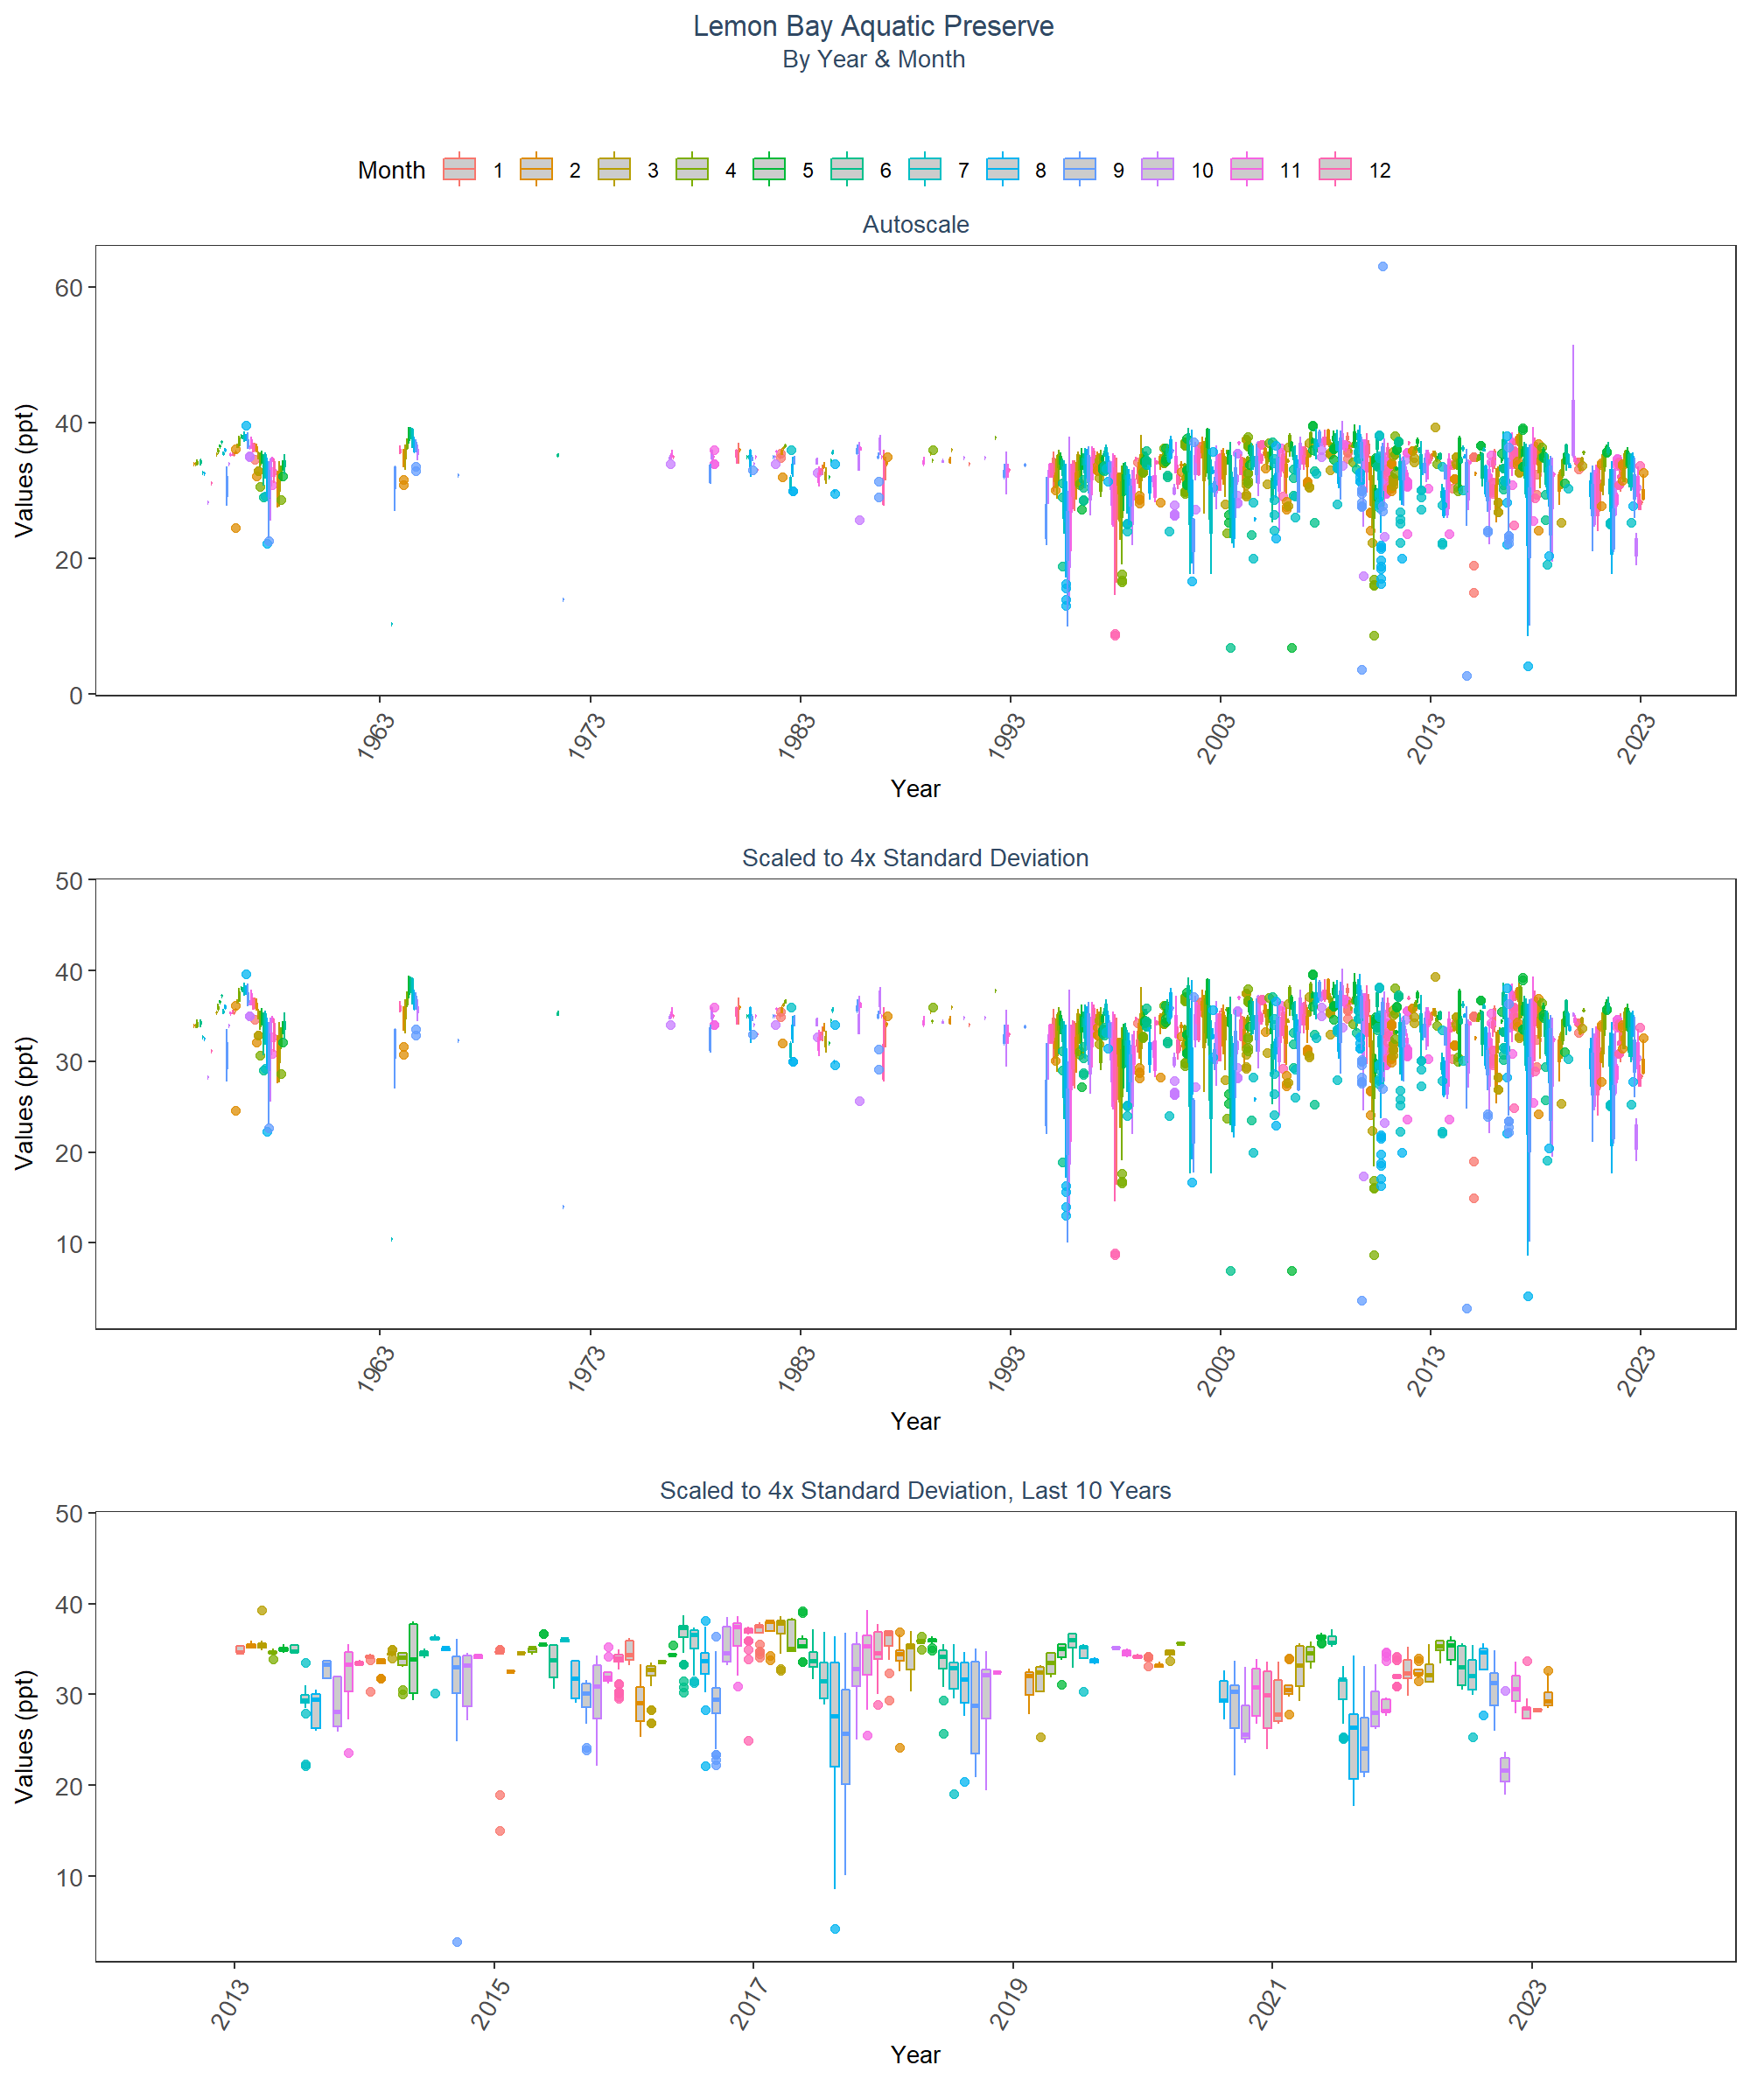 Lemon Bay Aquatic Preserve
By Year & Month
Month 1 2 3 4 5 6 7 8 9 10 11 12
Autoscale
Values (ppt)
60
40
20
0
1963 1973 1983 1993 2003 2013 2023
Year
Scaled to 4x Standard Deviation
Values (ppt)
50
40
30
20
10
1963 1973 1983 1993 2003 2013 2023
Year
Scaled to 4x Standard Deviation, Last 10 Years
Values (ppt)
50
40
30
20
10
2013 2015 2017 2019 2021 2023
Year